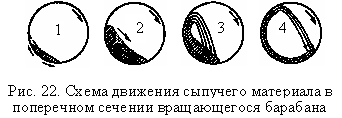 1 2 3 4
Рис. 22. Схема движения сыпучего материала в
поперечном сечении вращающегося барабана